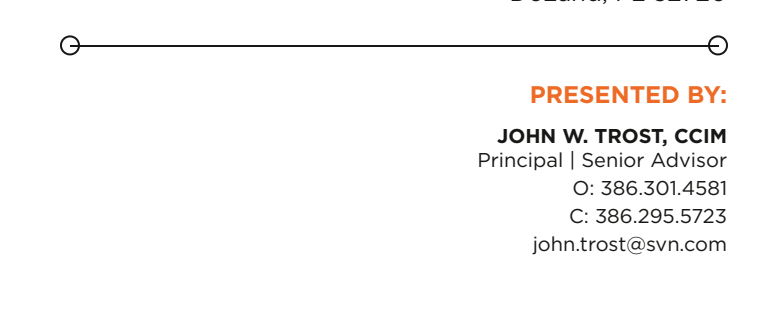 PRESENTED BY:
JOHN W. TROST, CCIM
Principal | Senior Advisor
O: 386.301.4581
C: 386.295.5723
john.trost@svn.com